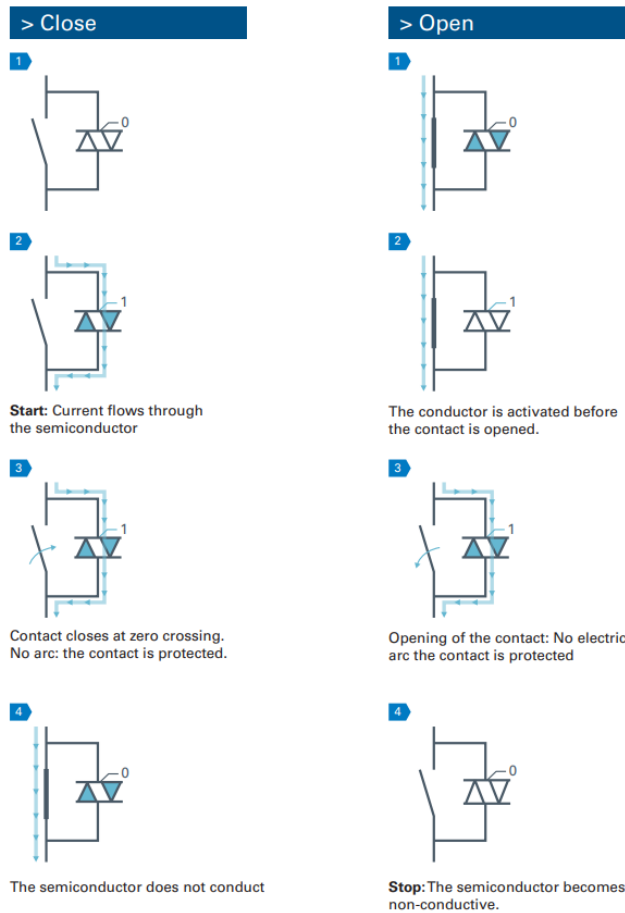 > Close
1
0
2
1
Start: Current flows through
the semiconductor
3
1
Contact closes at zero crossing.
No arc: the contact is protected.
4
0
The semiconductor does not conduct
> Open
1
0
2
1
The conductor is activated before
the contact is opened.
3
1
Opening of the contact: No electric
arc the contact is protected
4
0
Stop: The semiconductor becomes
non-conductive.